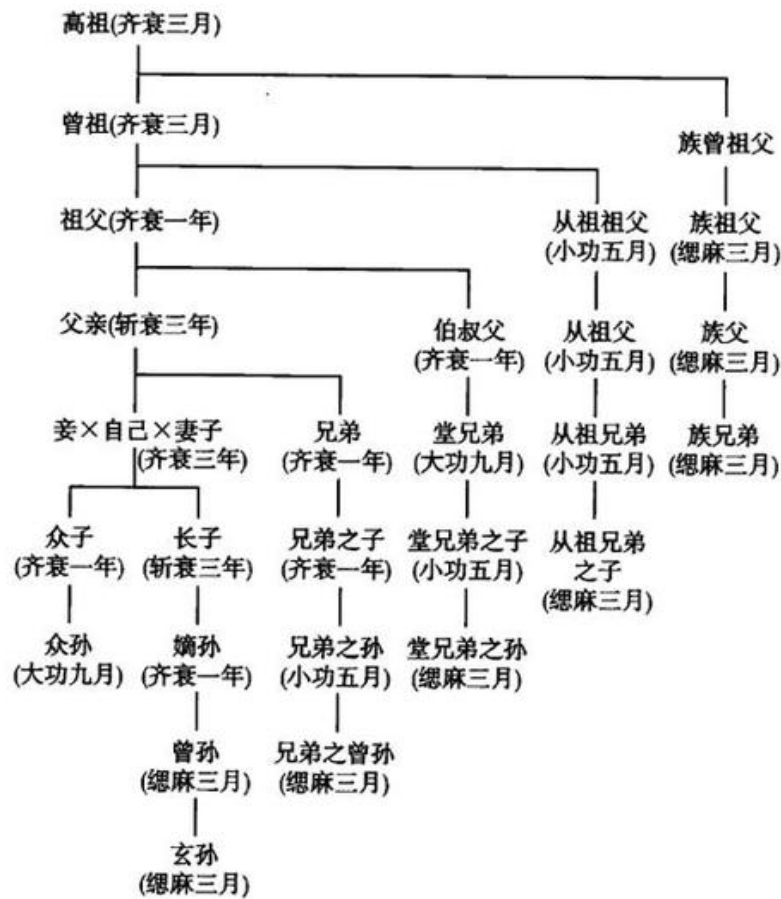 高祖(齐衰三月)
曾祖(齐衰三月)
族曾祖父
祖父(齐衰一年)
从祖祖父
(小功五月)
族祖父
(缌麻三月)
父亲(斩衰三年)
伯叔父
(齐衰一年)
从祖父
(小功五月)
族父
(缌麻三月)
妾×自己×妻子
(齐衰三年)
兄弟
(齐衰一年)
堂兄弟
(大功九月)
从祖兄弟
(小功五月)
族兄弟
(缌麻三月)
众子
(齐衰一年)
长子
(斩衰三年)
兄弟之子
(齐衰一年)
堂兄弟之子
(小功五月)
从祖兄弟
之子
(缌麻三月)
众孙
(大功九月)
嫡孙
(齐衰一年)
兄弟之孙
(小功五月)
堂兄弟之孙
(缌麻三月)
曾孙
(缌麻三月)
兄弟之曾孙
(缌麻三月)
玄孙
(缌麻三月)